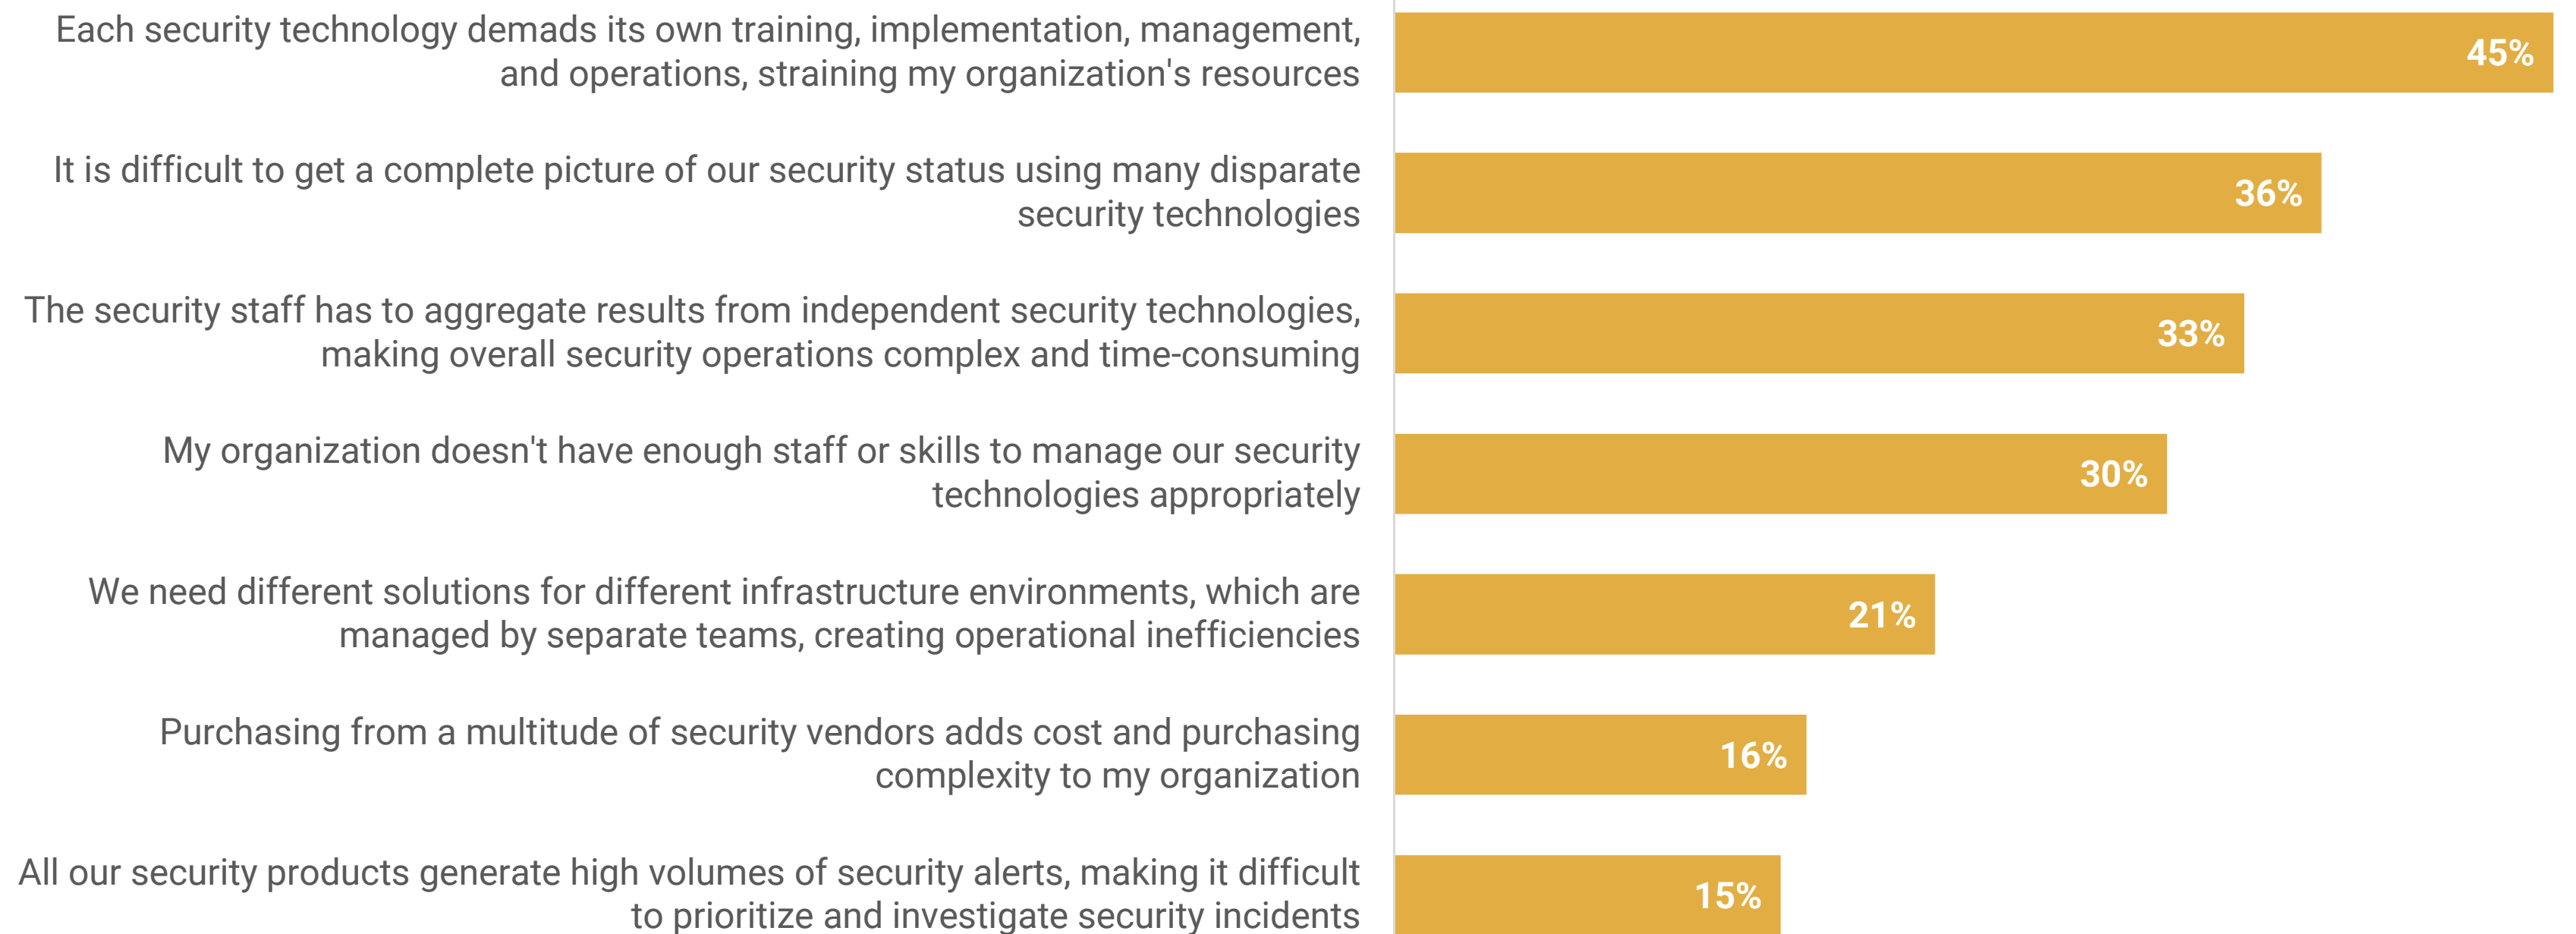 Each security technology demads its own training, implementation, management,
and operations, straining my organization's resources
45%
It is difficult to get a complete picture of our security status using many disparate
security technologies
36%
The security staff has to aggregate results from independent security technologies,
making overall security operations complex and time-consuming
33%
My organization doesn't have enough staff or skills to manage our security
technologies appropriately
30%
We need different solutions for different infrastructure environments, which are
managed by separate teams, creating operational inefficiencies
21%
Purchasing from a multitude of security vendors adds cost and purchasing
complexity to my organization
16%
All our security products generate high volumes of security alerts, making it difficult
to prioritize and investigate security incidents
15%